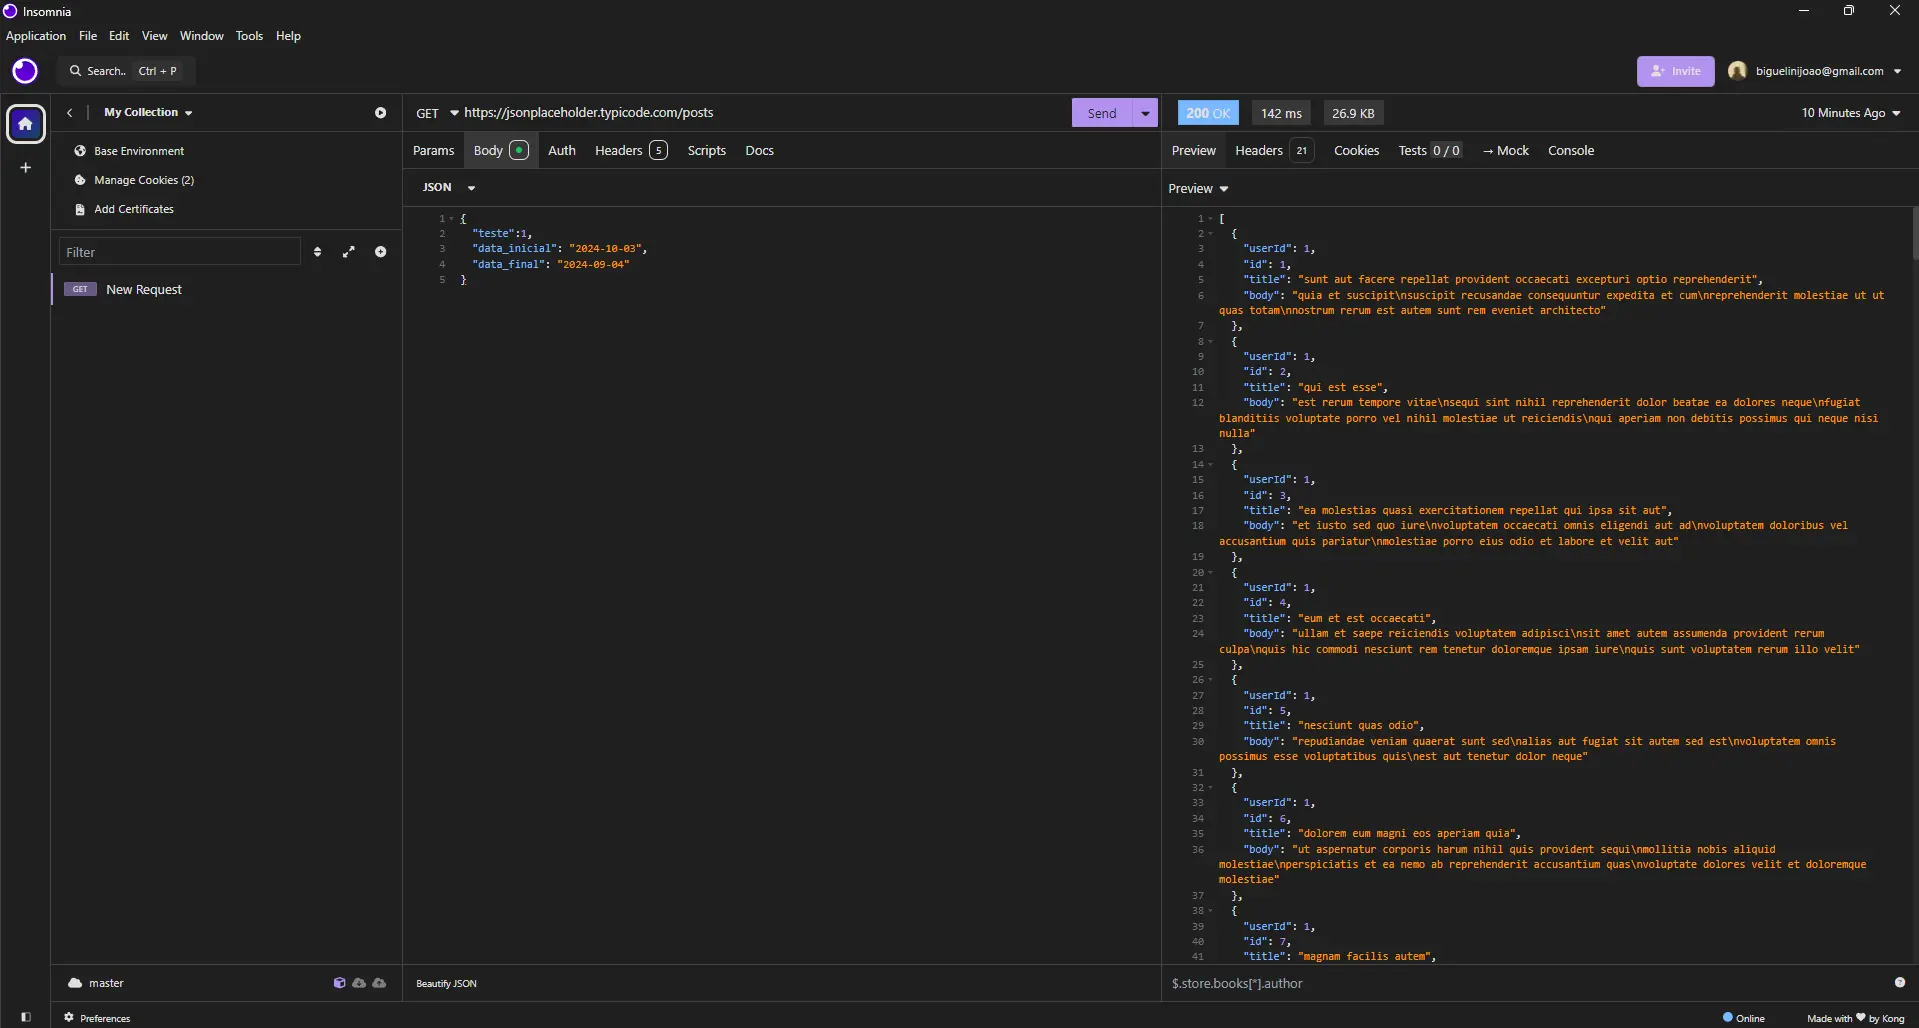 Insomnia
Application File Edit View Window Tools Help
Search.. Ctrl + P
Invite
biguelinijoao@gmail.com
My Collection
Base Environment
Manage Cookies (2)
Add Certificates
Filter
GET New Request
master
Preferences
GET https://jsonplaceholder.typicode.com/posts
Send
Params Body Auth Headers 5 Scripts Docs
JSON
1 {
2 "teste":1,
3 "data_inicial": "2024-10-03",
4 "data_final": "2024-09-04"
5 }
Beautify JSON
200 OK 142 ms 26.9 KB
10 Minutes Ago
Preview Headers 21 Cookies Tests 0 / 0 → Mock Console
Preview
1 [
2 {
3 "userId": 1,
4 "id": 1,
5 "title": "sunt aut facere repellat provident occaecati excepturi optio reprehenderit",
6 "body": "quia et suscipit\nsuscipit recusandae consequuntur expedita et cum\nreprehenderit molestiae ut ut
quas totam\nnostrum rerum est autem sunt rem eveniet architecto"
7 },
8 {
9 "userId": 1,
10 "id": 2,
11 "title": "qui est esse",
12 "body": "est rerum tempore vitae\nsequi sint nihil reprehenderit dolor beatae ea dolores neque\nfugiat
blanditiis voluptate porro vel nihil molestiae ut reiciendis\nqui aperiam non debitis possimus qui neque nisi
nulla"
13 },
14 {
15 "userId": 1,
16 "id": 3,
17 "title": "ea molestias quasi exercitationem repellat qui ipsa sit aut",
18 "body": "et iusto sed quo iure\nvoluptatem occaecati omnis eligendi aut ad\nvoluptatem doloribus vel
accusantium quis pariatur\nmolestiae porro eius odio et labore et velit aut"
19 },
20 {
21 "userId": 1,
22 "id": 4,
23 "title": "eum et est occaecati",
24 "body": "ullam et saepe reiciendis voluptatem adipisci\nsit amet autem assumenda provident rerum
culpa\nquis hic commodi nesciunt rem tenetur doloremque ipsam iure\nquis sunt voluptatem rerum illo velit"
25 },
26 {
27 "userId": 1,
28 "id": 5,
29 "title": "nesciunt quas odio",
30 "body": "repudiandae veniam quaerat sunt sed\nalias aut fugiat sit autem sed est\nvoluptatem omnis
possimus esse voluptatibus quis\nest aut tenetur dolor neque"
31 },
32 {
33 "userId": 1,
34 "id": 6,
35 "title": "dolorem eum magni eos aperiam quia",
36 "body": "ut aspernatur corporis harum nihil quis provident sequi\nmollitia nobis aliquid
molestiae\nperspiciatis et ea nemo ab reprehenderit accusantium quas\nvoluptate dolores velit et doloremque
molestiae"
37 },
38 {
39 "userId": 1,
40 "id": 7,
41 "title": "magnam facilis autem",
$.store.books[*].author
Online
Made with ♥ by Kong